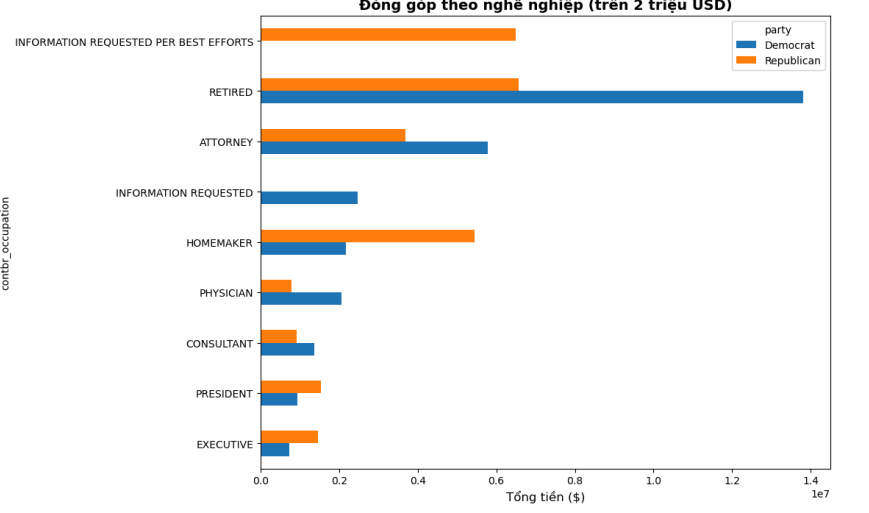 Đóng góp theo nghề nghiệp (trên 2 triệu USD)
party
Democrat
Republican
INFORMATION REQUESTED PER BEST EFFORTS
RETIRED
ATTORNEY
INFORMATION REQUESTED
HOMEMAKER
PHYSICIAN
CONSULTANT
PRESIDENT
EXECUTIVE
contbr_occupation
0.0 0.2 0.4 0.6 0.8 1.0 1.2 1.4
1e7
Tổng tiền ($)